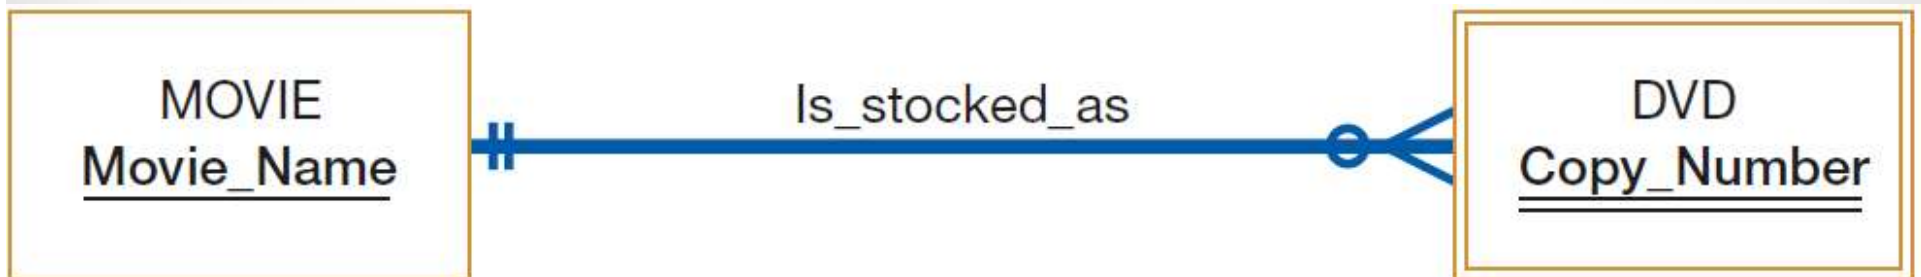 MOVIE
Movie_Name
Is_stocked_as
DVD
Copy_Number